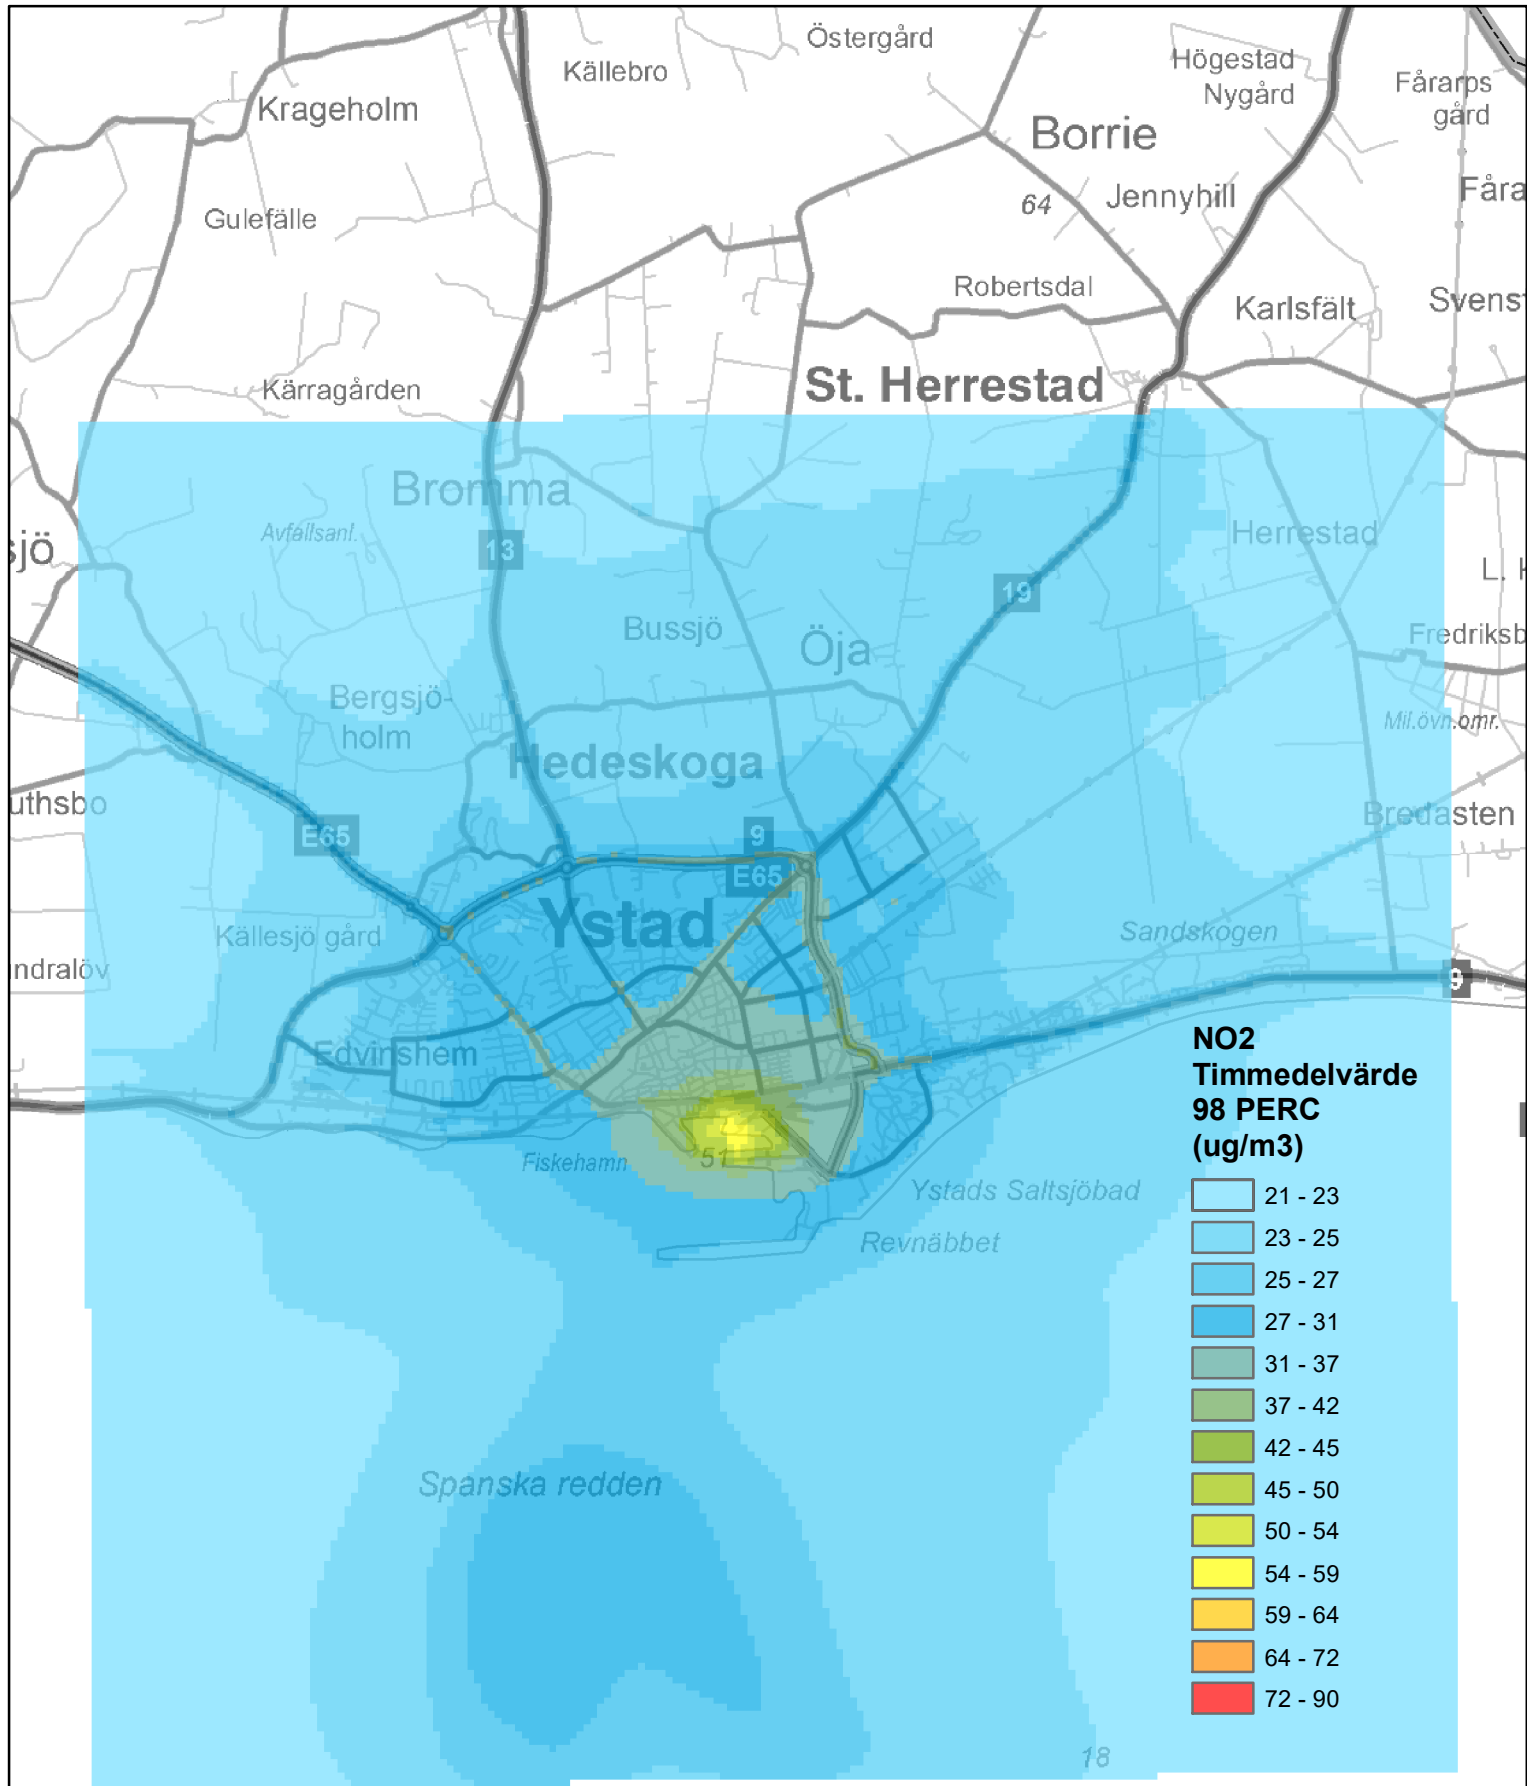 Östergård
Källebro
Högestad
Nygård
Fårarps
gård
Krageholm
Borrie
Jennyhill
Fåra
64
Gulefälle
Robertsdal
Karlsfält
Svenst
Kärragården
St. Herrestad
Bromma
Avfallsanl.
sjö
13
Herrestad
L. H
19
Bussjö
Öja
Fredriksb
Bergsjö-
holm
Mil.övn.omr.
Hedeskoga
uthsbo
E65
9
Bredasten
E65
Ystad
Källesjö gård
Sandskogen
indralöv
9
Edvinshem
NO2
Timmedelvärde
98 PERC
(ug/m3)
Fiskehamn
51
Ystads Saltsjöbad
Revnäbbet
21 - 23
23 - 25
25 - 27
27 - 31
31 - 37
37 - 42
42 - 45
45 - 50
50 - 54
54 - 59
59 - 64
64 - 72
72 - 90
Spanska redden
18